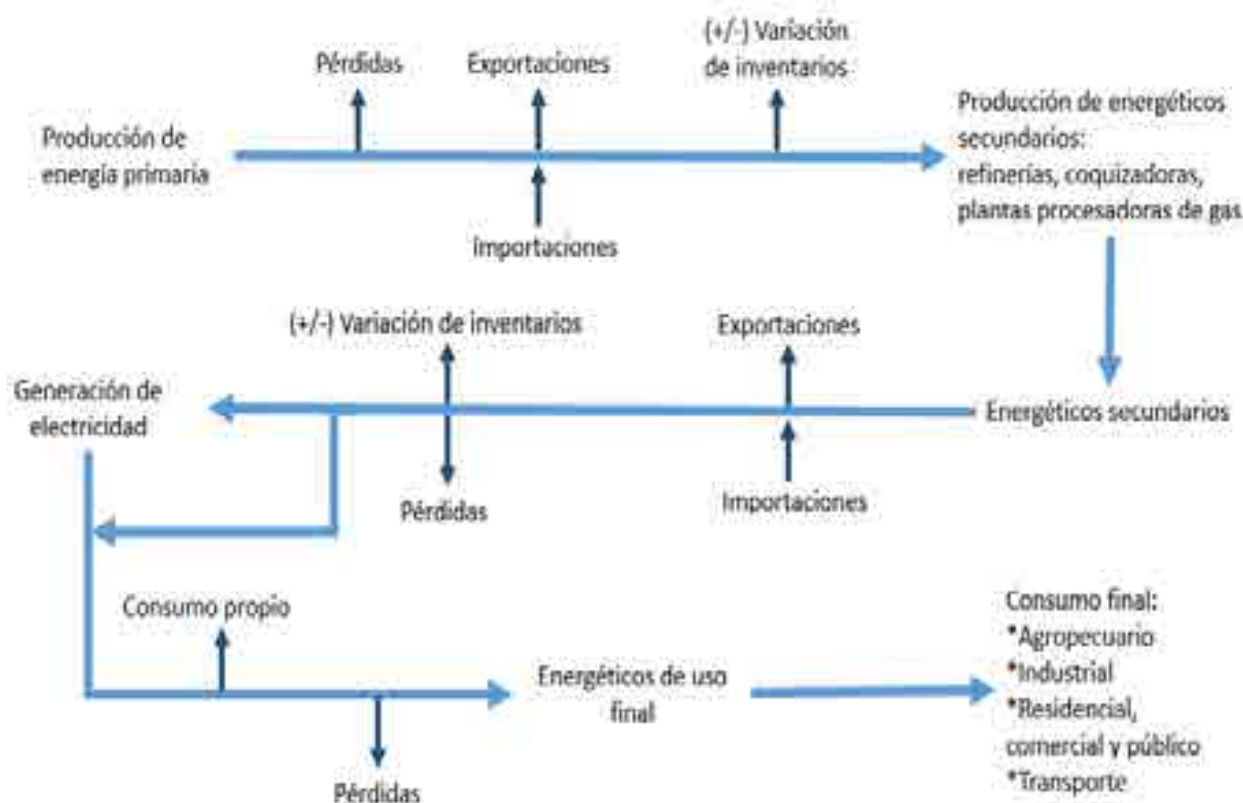 (+/-) Variación
de inventarios
Pérdidas
Exportaciones
Producción de
energía primaria
Producción de energéticos
secundarios:
refinerías, coquizadoras,
plantas procesadoras de gas
Importaciones
(+/-) Variación de inventarios
Exportaciones
Generación de
electricidad
Energéticos secundarios
Pérdidas
Importaciones
Consumo propio
Energéticos de uso
final
Consumo final:
*Agropecuario
*Industrial
*Residencial,
comercial y público
*Transporte
Pérdidas